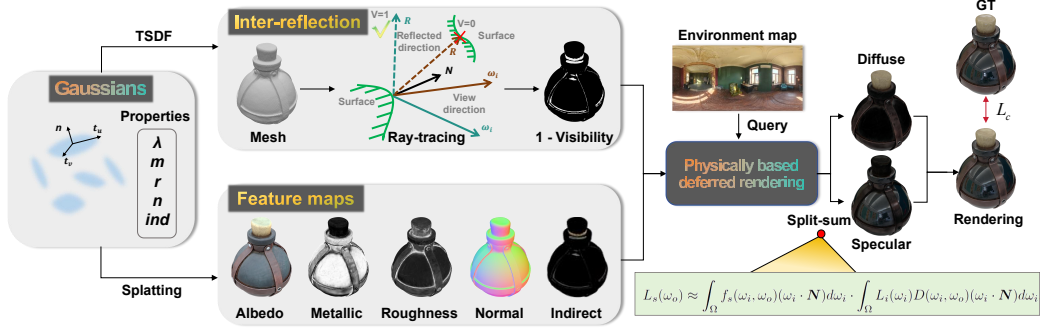 TSDF
Gaussians
Properties
n
t_u
t_v
λ
m
r
n
ind
Splatting
Inter-reflection
V=1
R
V=0
Reflected
direction
Surface
R
N
ω_i
Surface
View
direction
ω_i
Mesh
Ray-tracing
1 - Visibility
Feature maps
Albedo
Metallic
Roughness
Normal
Indirect
Environment map
Query
Physically based
deferred rendering
Diffuse
Split-sum
Specular
GT
L_c
Rendering
L_s(ω_o) ≈ ∫_Ω f_s(ω_i, ω_o)(ω_i · N)dω_i · ∫_Ω L_i(ω_i)D(ω_i, ω_o)(ω_i · N)dω_i